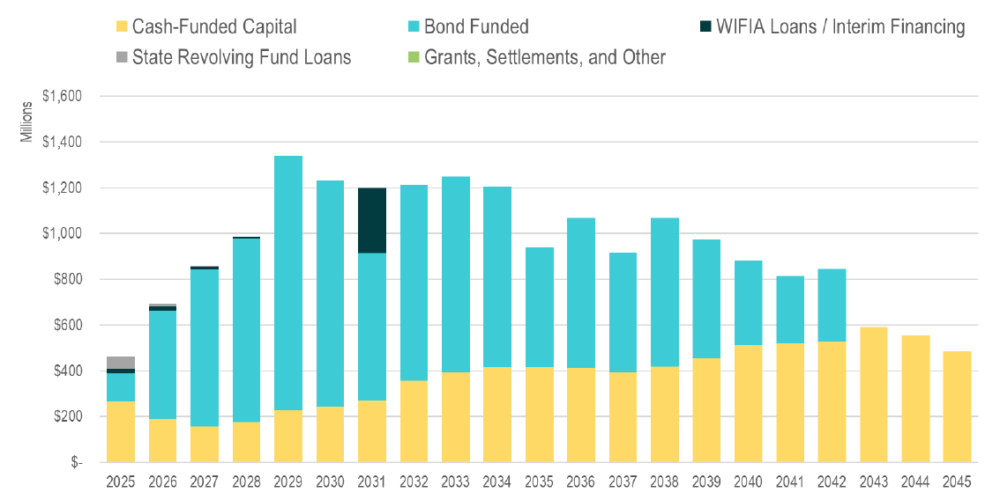 Cash-Funded Capital Bond Funded WIFIA Loans / Interim Financing
State Revolving Fund Loans Grants, Settlements, and Other
Millions
$1,600
$1,400
$1,200
$1,000
$800
$600
$400
$200
$-
2025 2026 2027 2028 2029 2030 2031 2032 2033 2034 2035 2036 2037 2038 2039 2040 2041 2042 2043 2044 2045